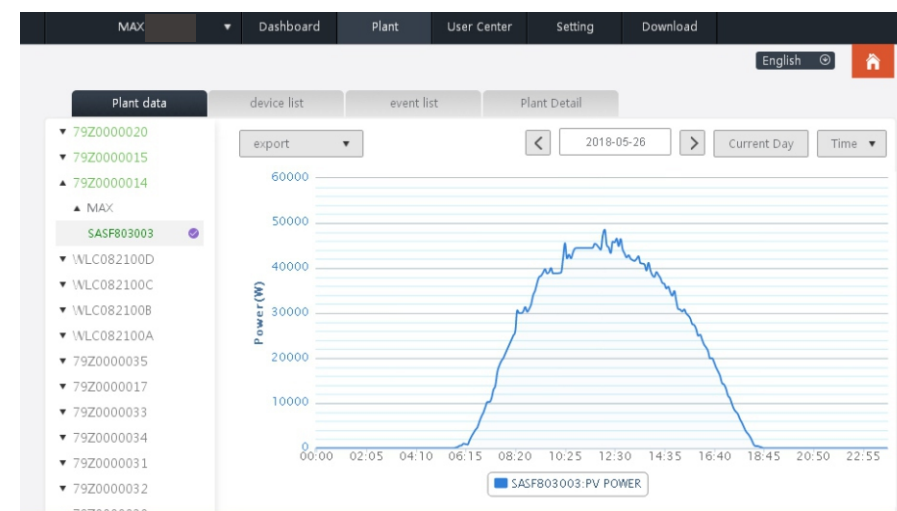 MAX Dashboard Plant User Center Setting Download
English
Plant data device list event list Plant Detail
79Z0000020
79Z0000015
79Z0000014
MAX
SASF803003
WLC082100D
WLC082100C
WLC082100B
WLC082100A
79Z0000035
79Z0000017
79Z0000033
79Z0000034
79Z0000031
79Z0000032
export 2018-05-26 Current Day Time
Power(W)
60000
50000
40000
30000
20000
10000
0
00:00 02:05 04:10 06:15 08:20 10:25 12:30 14:35 16:40 18:45 20:50 22:55
SASF803003:PV POWER